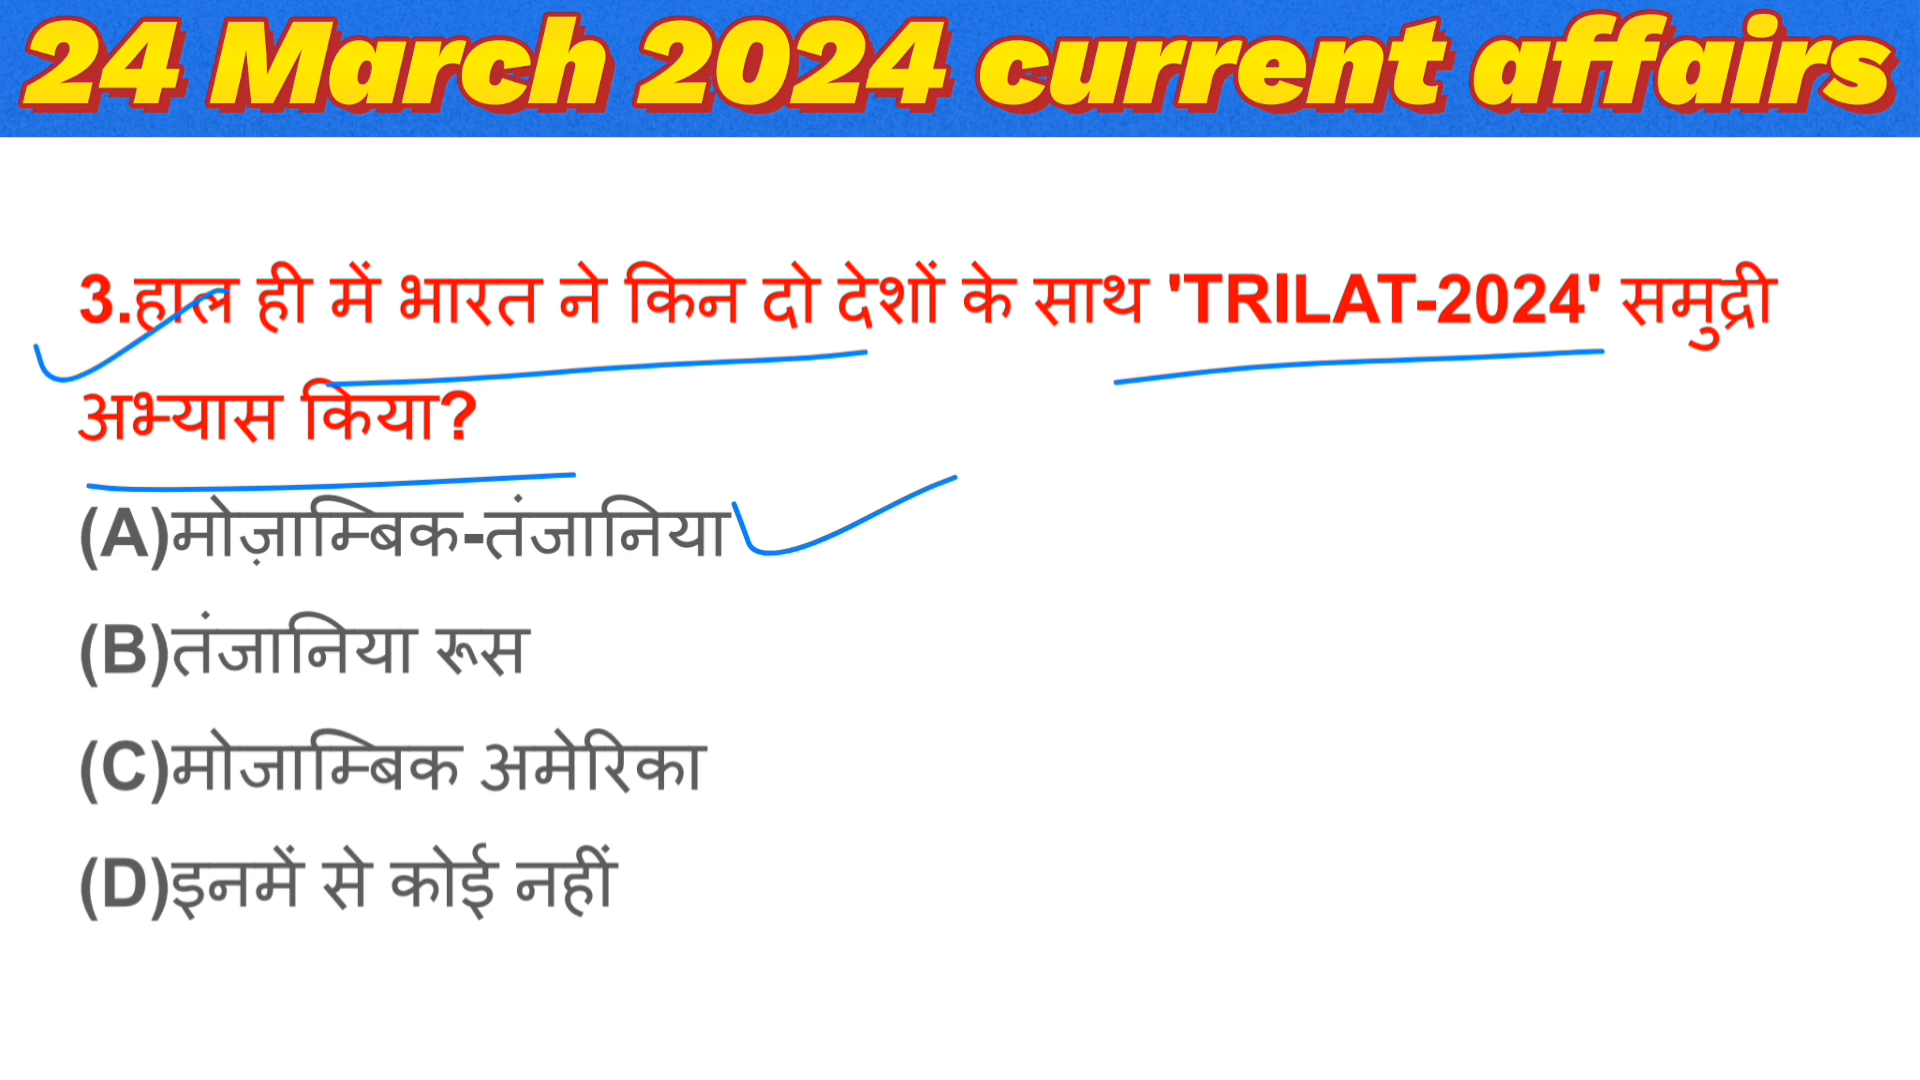 24 March 2024 current affairs
3.हाल ही में भारत ने किन दो देशों के साथ 'TRILAT-2024' समुद्री
अभ्यास किया?
(A)मोज़ाम्बिक-तंजानिया
(B)तंजानिया रूस
(C)मोजाम्बिक अमेरिका
(D)इनमें से कोई नहीं